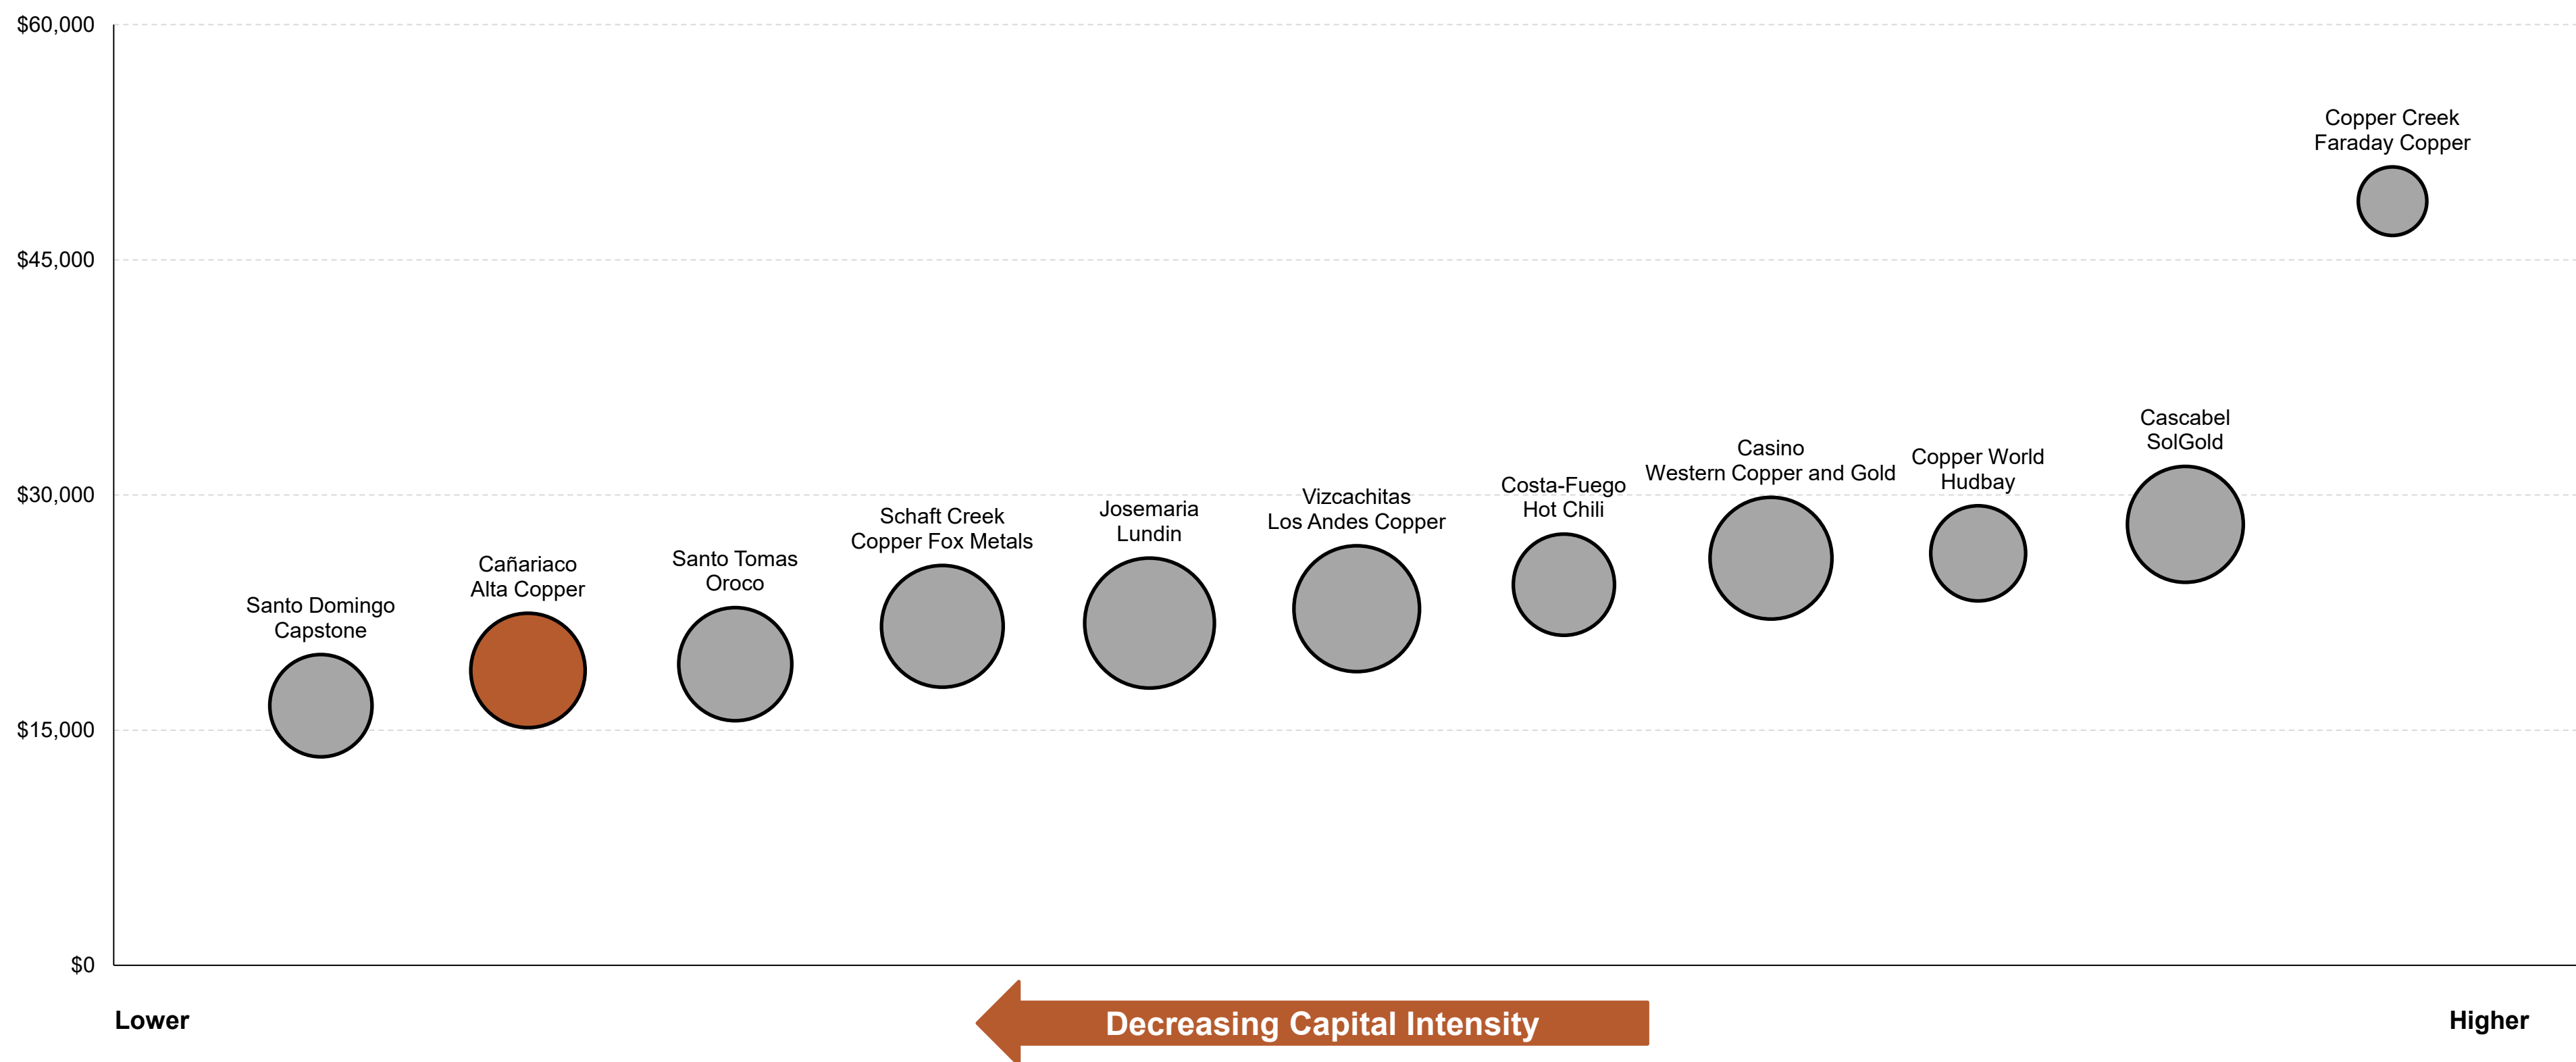 $60,000
$45,000
$30,000
$15,000
$0
Santo Domingo
Capstone
Cañariaco
Alta Copper
Santo Tomas
Oroco
Schaft Creek
Copper Fox Metals
Josemaria
Lundin
Vizcachitas
Los Andes Copper
Costa-Fuego
Hot Chili
Casino
Western Copper and Gold
Copper World
Hudbay
Cascabel
SolGold
Copper Creek
Faraday Copper
Lower
Decreasing Capital Intensity
Higher